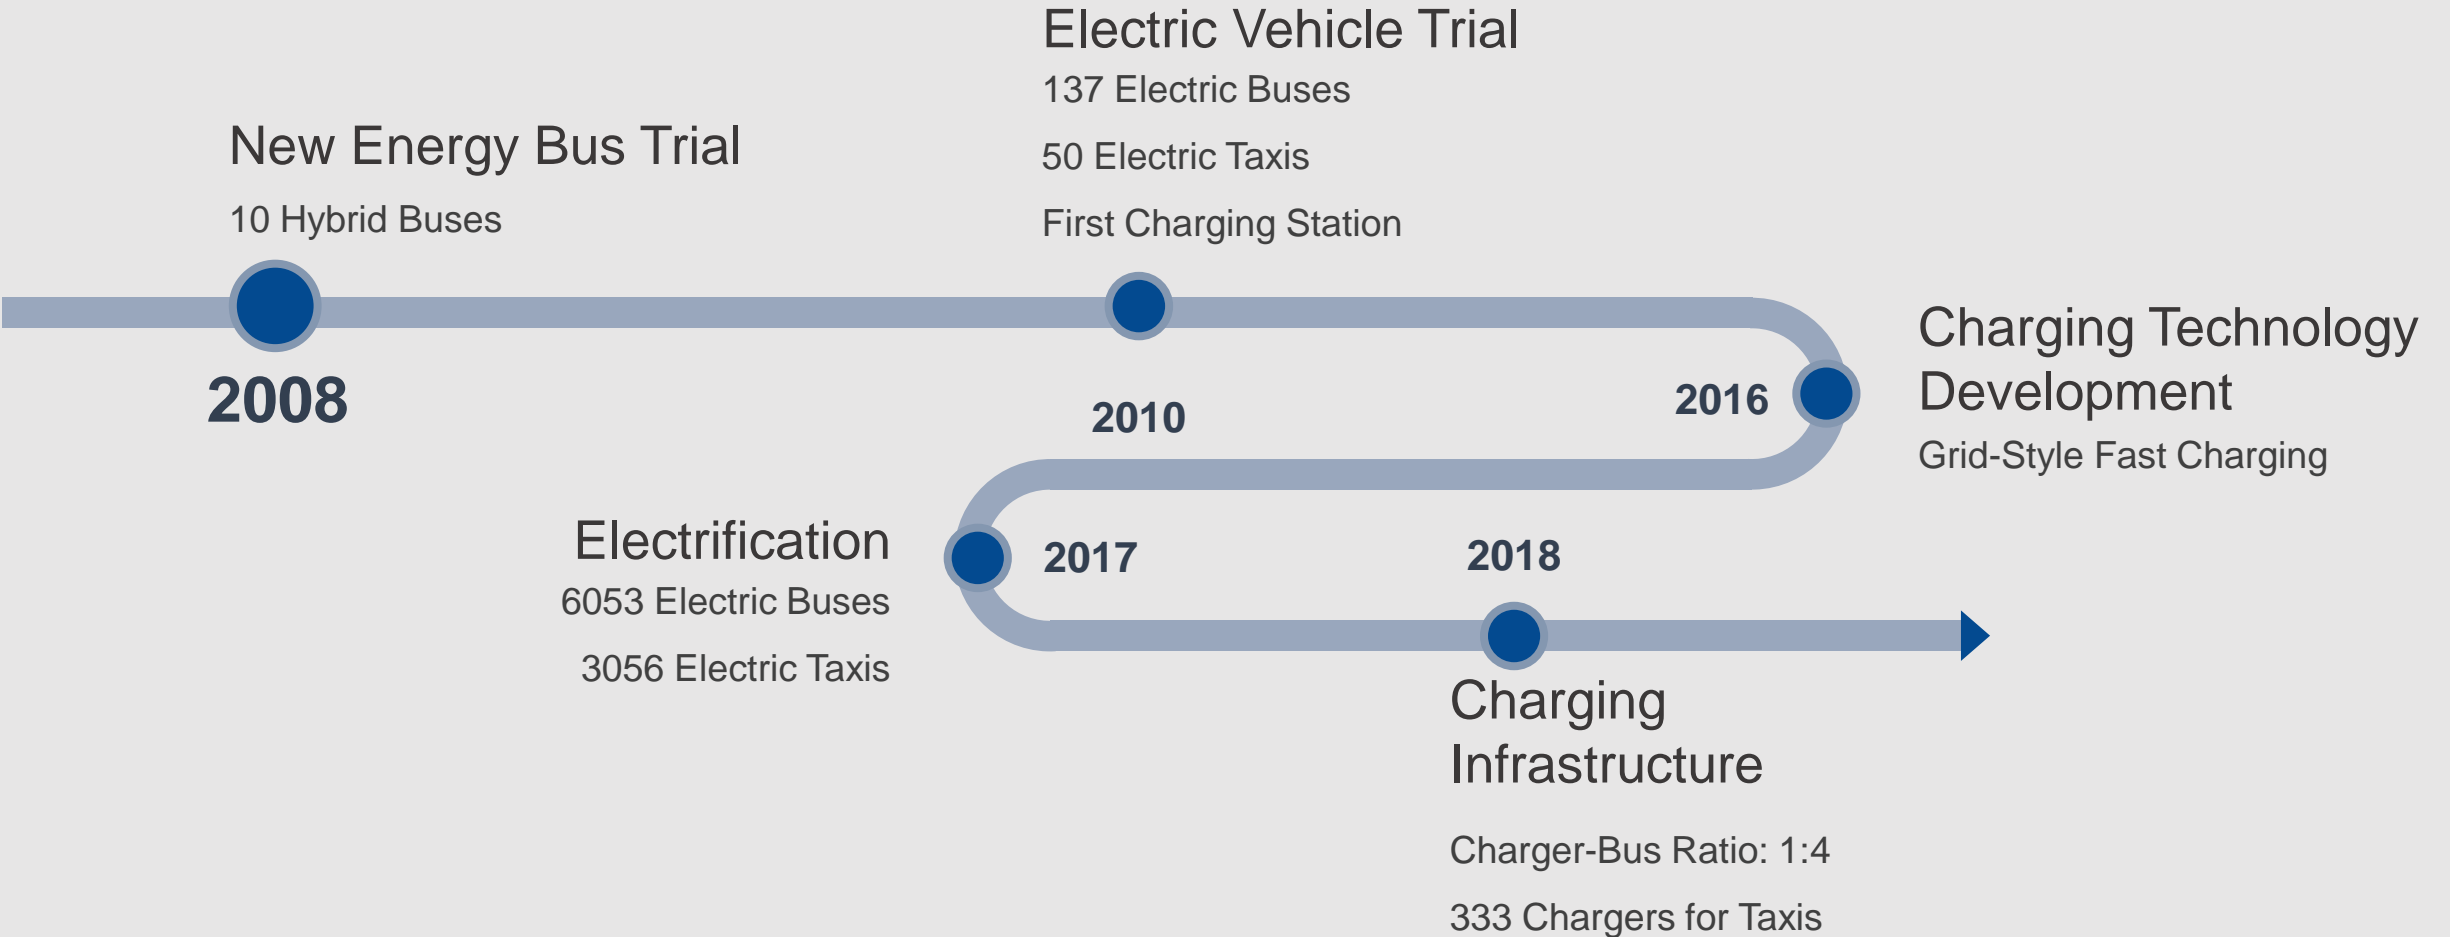 New Energy Bus Trial
10 Hybrid Buses
2008
Electric Vehicle Trial
137 Electric Buses
50 Electric Taxis
First Charging Station
2010
2016
Charging Technology
Development
Grid-Style Fast Charging
Electrification
6053 Electric Buses
3056 Electric Taxis
2017
2018
Charging
Infrastructure
Charger-Bus Ratio: 1:4
333 Chargers for Taxis